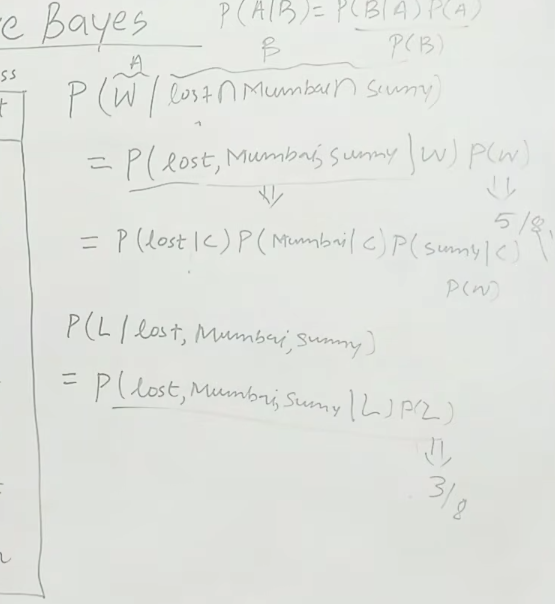 e Bayes
P(A|B) = P(B|A) P(A)
P(B)
ss
t
A
B
P(W / lost ∩ Mumbai ∩ Sunny)
= P(lost, Mumbai, sunny | W) P(W)
⇓ ⇓
5/8
= P(lost|C) P(Mumbai|C) P(sunny|C)
P(W)
P(L / lost, Mumbai, sunny)
= P(lost, Mumbai, Sunny | L) P(L)
⇓
3/8